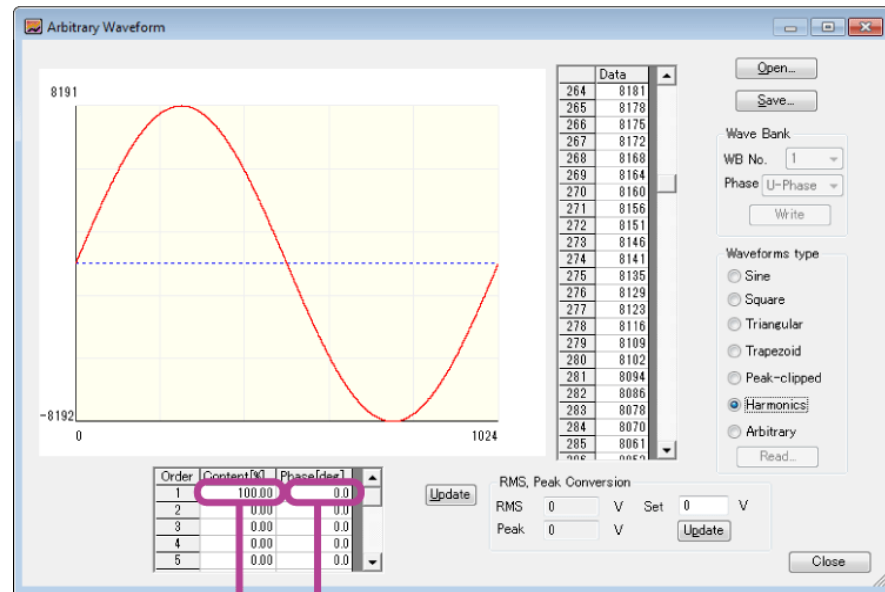 Arbitrary Waveform
8191
-8192
0 1024
Data
264 8181
265 8178
266 8175
267 8172
268 8168
269 8164
270 8160
271 8156
272 8151
273 8146
274 8141
275 8135
276 8129
277 8123
278 8116
279 8109
280 8102
281 8094
282 8086
283 8078
284 8070
285 8061
Open...
Save...
Wave Bank
WB No. 1
Phase U-Phase
Write
Waveforms type
Sine
Square
Triangular
Trapezoid
Peak-clipped
Harmonics
Arbitrary
Read...
Order Content[%] Phase[deg]
1 100.00 0.0
2 0.00 0.0
3 0.00 0.0
4 0.00 0.0
5 0.00 0.0
Update
RMS, Peak Conversion
RMS 0 V Set 0 V
Peak 0 V Update
Close